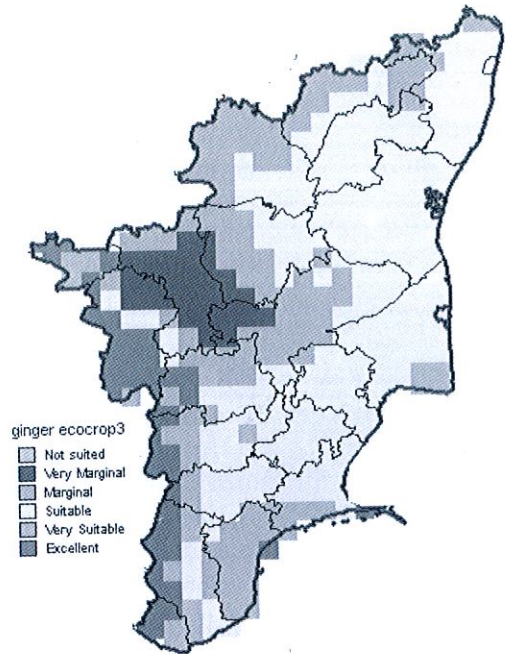 ginger ecocrop3
Not suited
Very Marginal
Marginal
Suitable
Very Suitable
Excellent